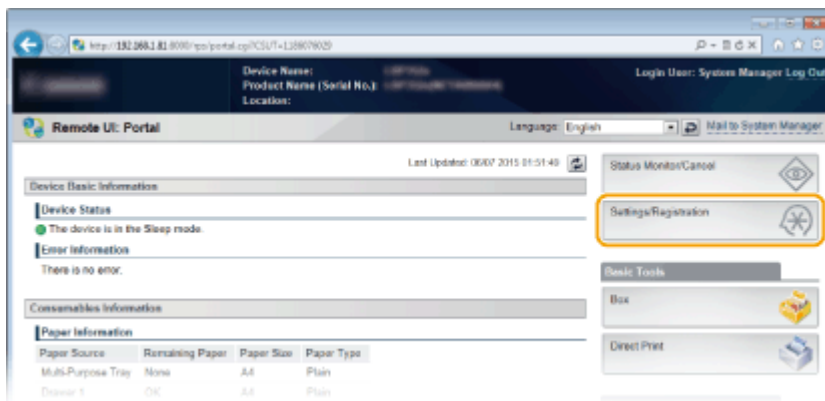 http://192.168.1.81:8000/rps/portal.cgi?CSUT=1186076029
Device Name:
Product Name (Serial No.):
Location:
Login User: System Manager Log Out
Remote UI: Portal
Language: English
Mail to System Manager
Last Updated: 06/07 2015 01:51:49
Device Basic Information
Device Status
The device is in the Sleep mode.
Error Information
There is no error.
Consumables Information
Paper Information
Paper Source Remaining Paper Paper Size Paper Type
Multi-Purpose Tray None A4 Plain
Drawer 1 OK A4 Plain
Status Monitor/Cancel
Settings/Registration
Basic Tools
Box
Direct Print